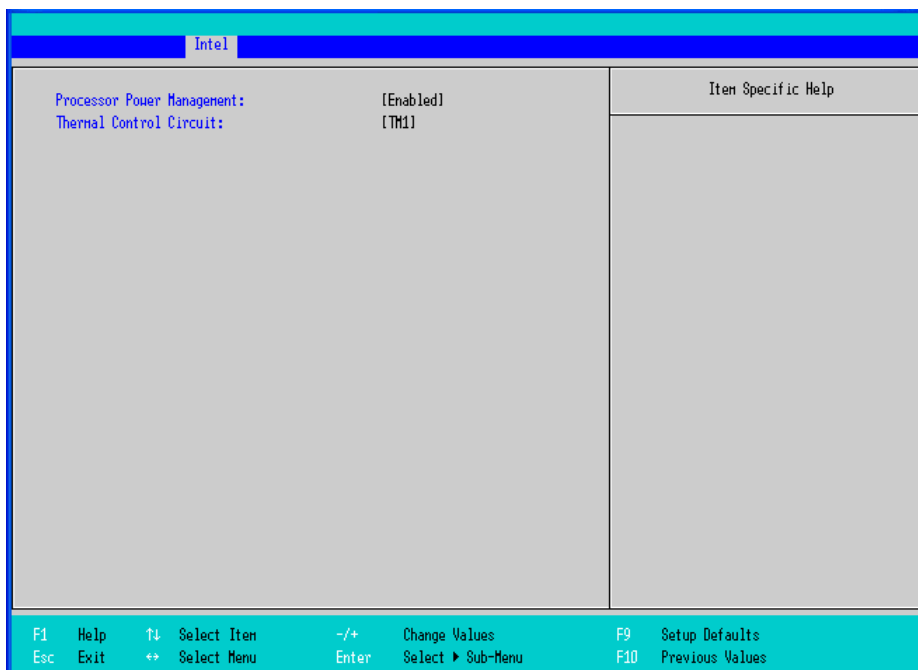 Intel
Processor Power Management: [Enabled]
Thermal Control Circuit: [TM1]
Item Specific Help
F1 Help ↑↓ Select Item -/+ Change Values F9 Setup Defaults
Esc Exit ↔ Select Menu Enter Select ▶ Sub-Menu F10 Previous Values